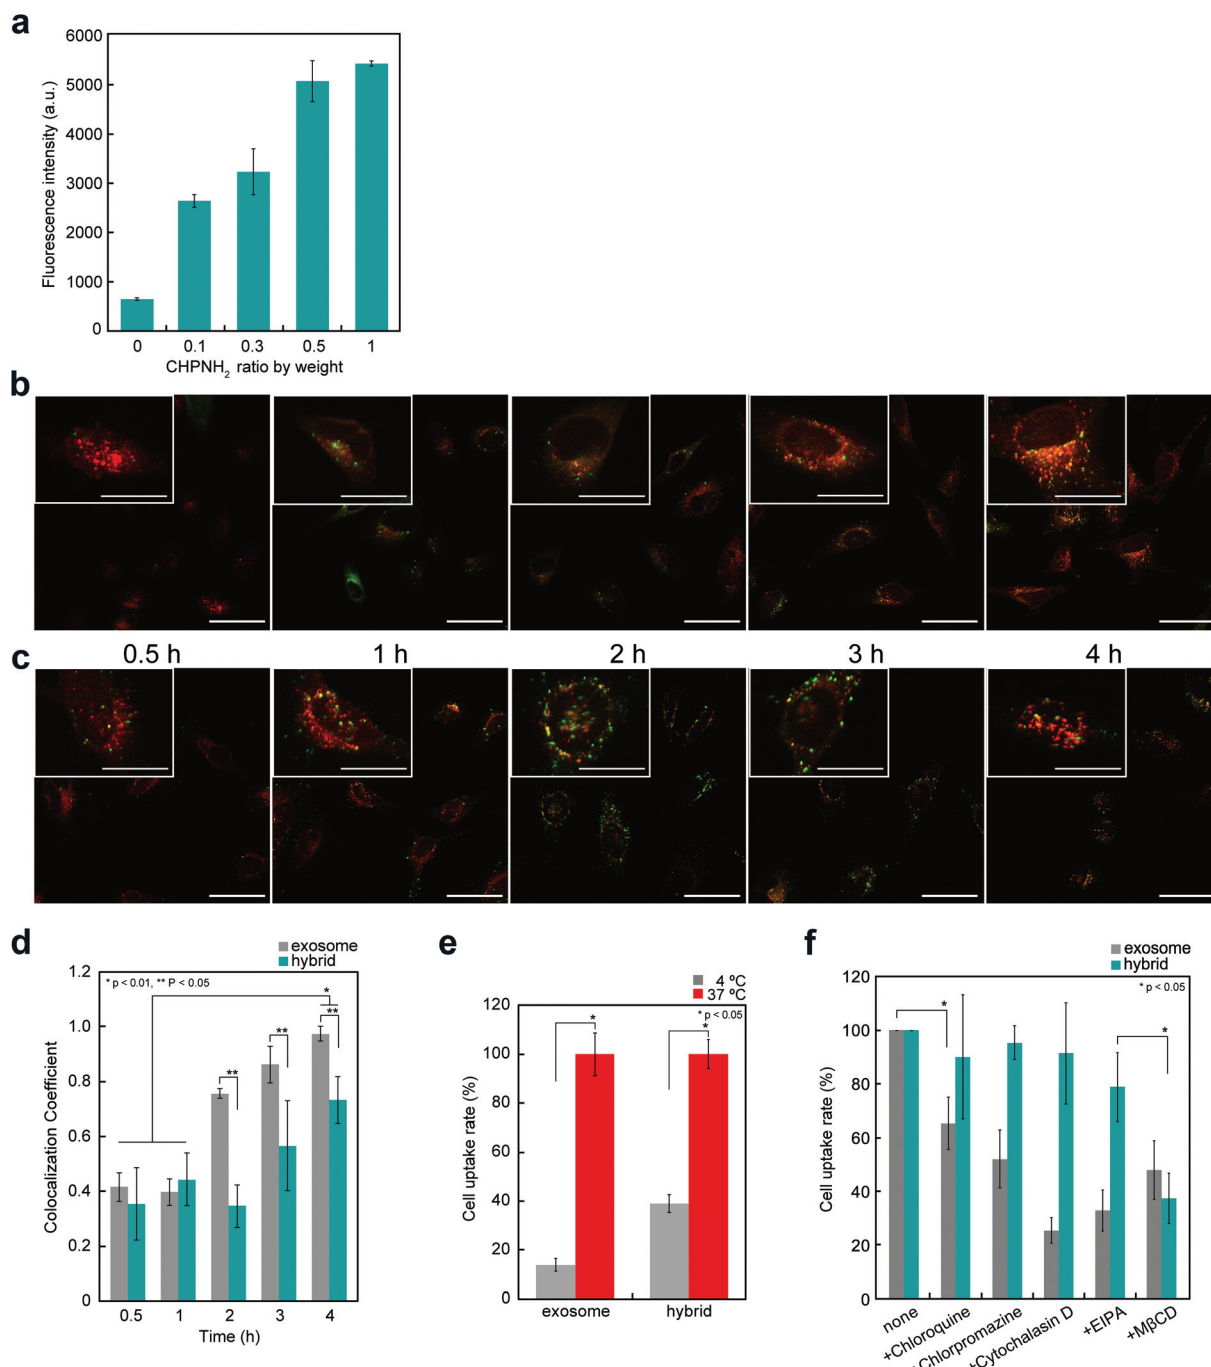 a
6000
5000
4000
3000
2000
1000
0
Fluorescence intensity (a.u.)
0 0.1 0.3 0.5 1
CHPNH2 ratio by weight
b
c
0.5 h 1 h 2 h 3 h 4 h
d
exosome
hybrid
* p < 0.01, ** P < 0.05
1.2
1.0
0.8
0.6
0.4
0.2
0
Colocalization Coefficient
*
**
**
**
0.5 1 2 3 4
Time (h)
e
4 ºC
37 ºC
* p < 0.05
120
100
80
60
40
20
0
Cell uptake rate (%)
*
*
exosome hybrid
f
exosome
hybrid
* p < 0.05
120
100
80
60
40
20
0
Cell uptake rate (%)
*
*
none
+Chloroquine
+Chlorpromazine
+Cytochalasin D
+EIPA
+MβCD